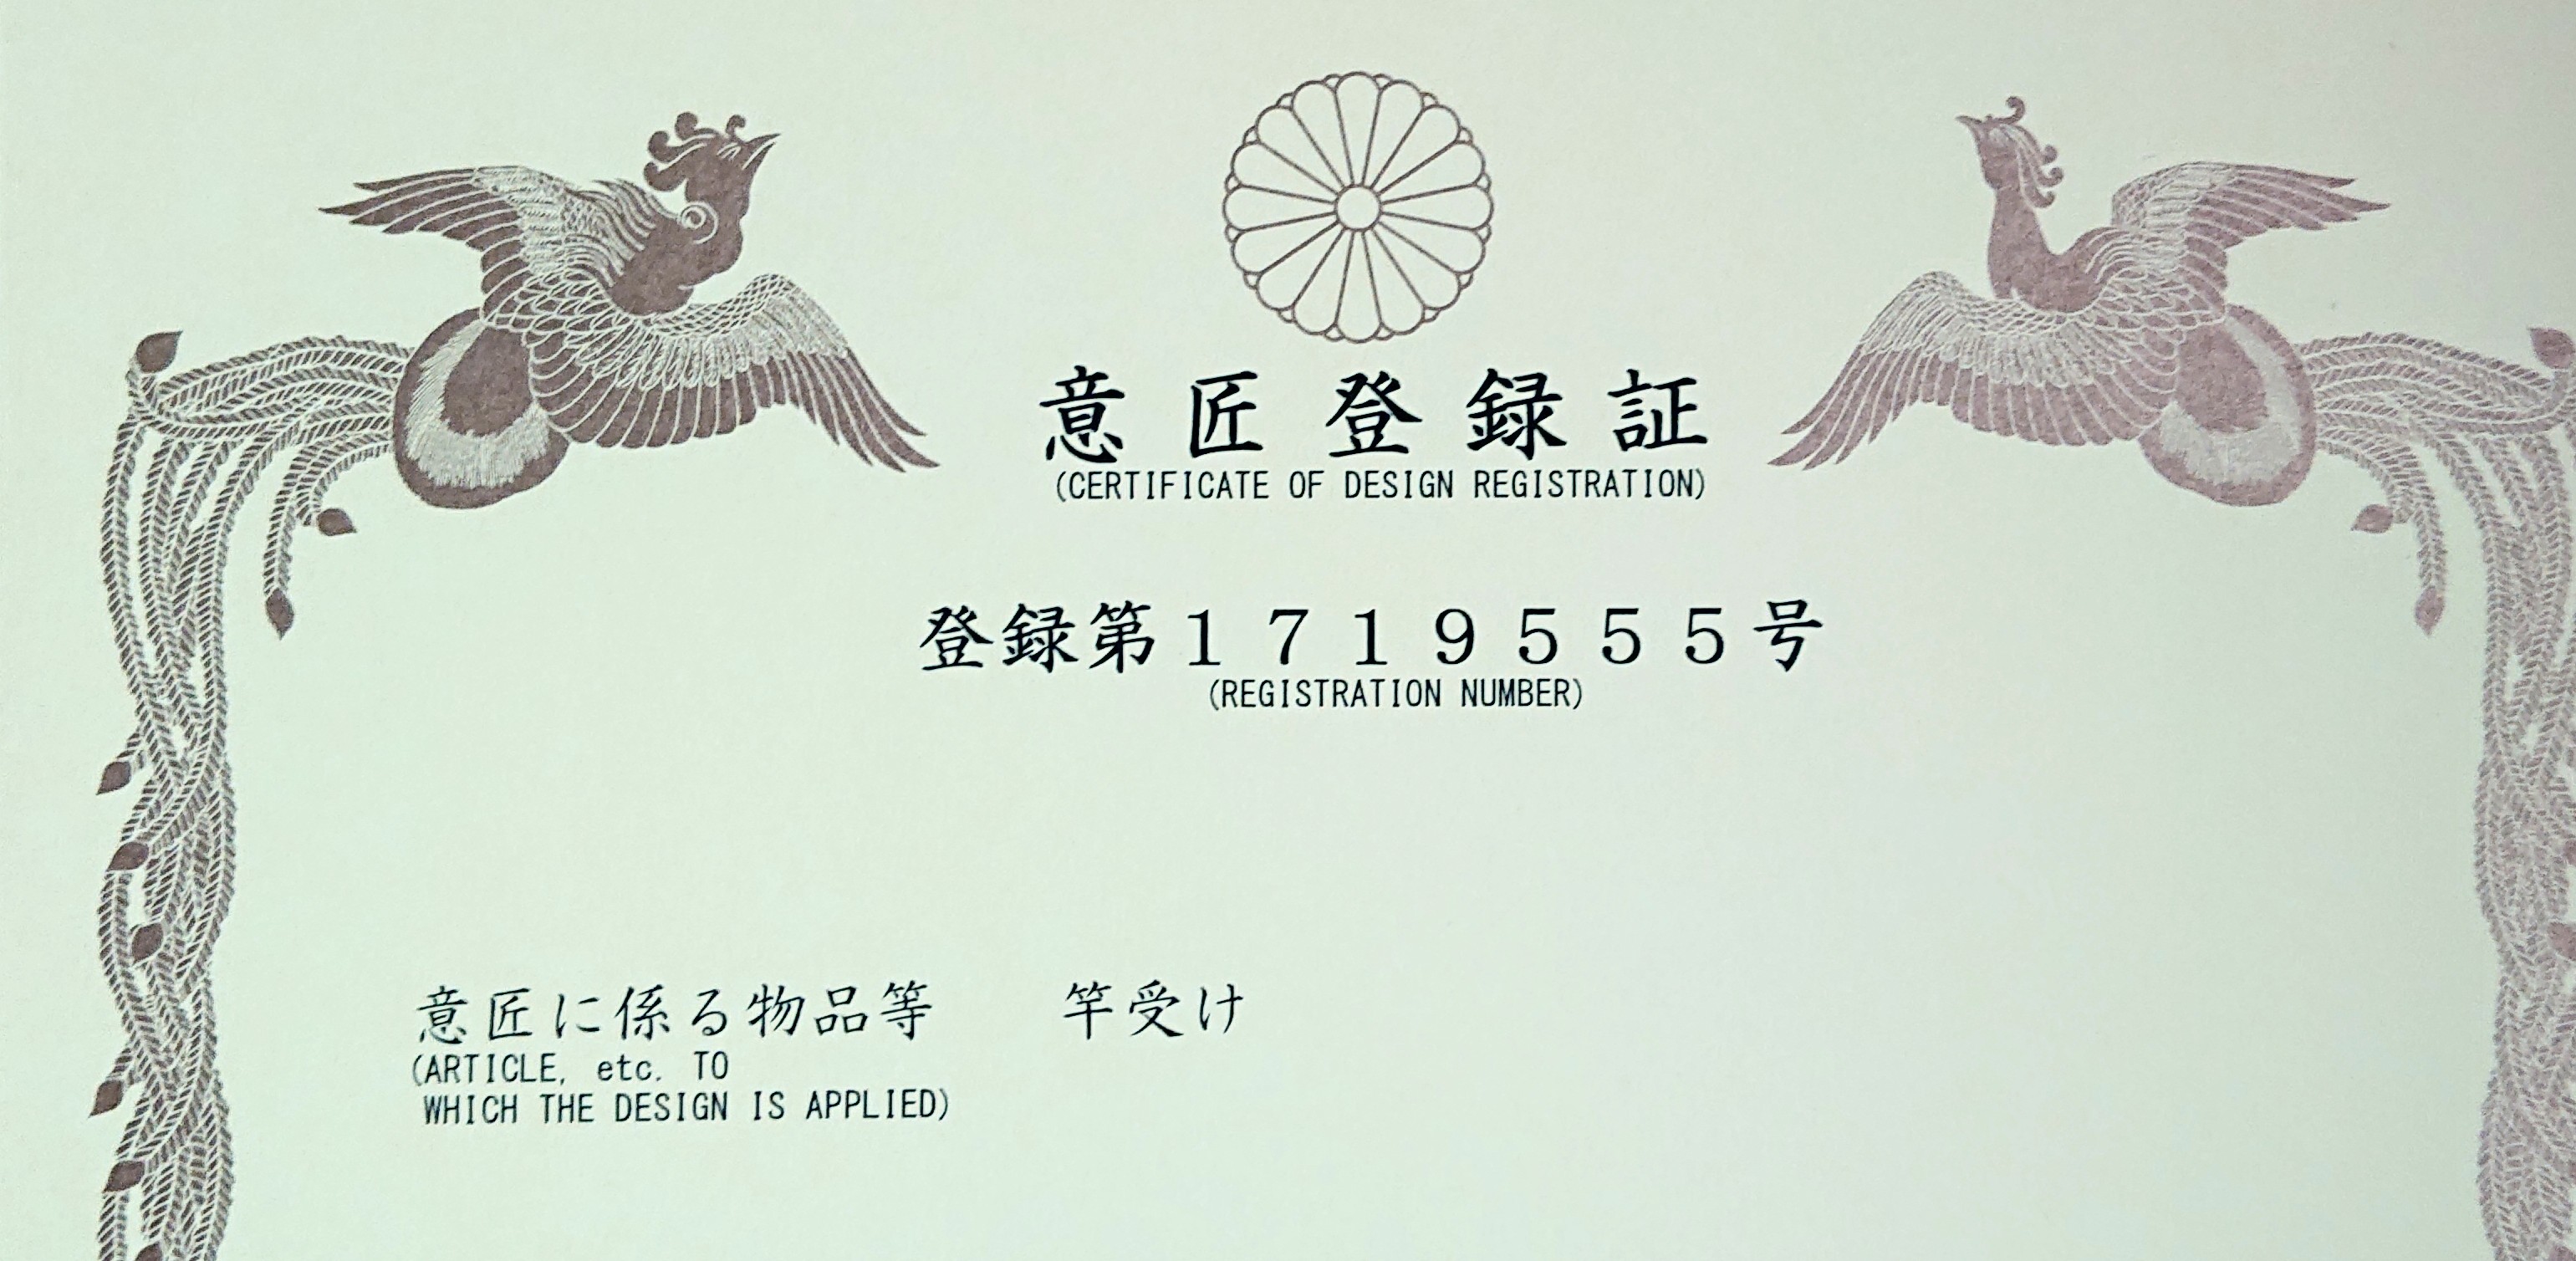 意匠登録証
(CERTIFICATE OF DESIGN REGISTRATION)
登録第１７１９５５５号
(REGISTRATION NUMBER)
意匠に係る物品等　　竿受け
(ARTICLE, etc. TO
WHICH THE DESIGN IS APPLIED)